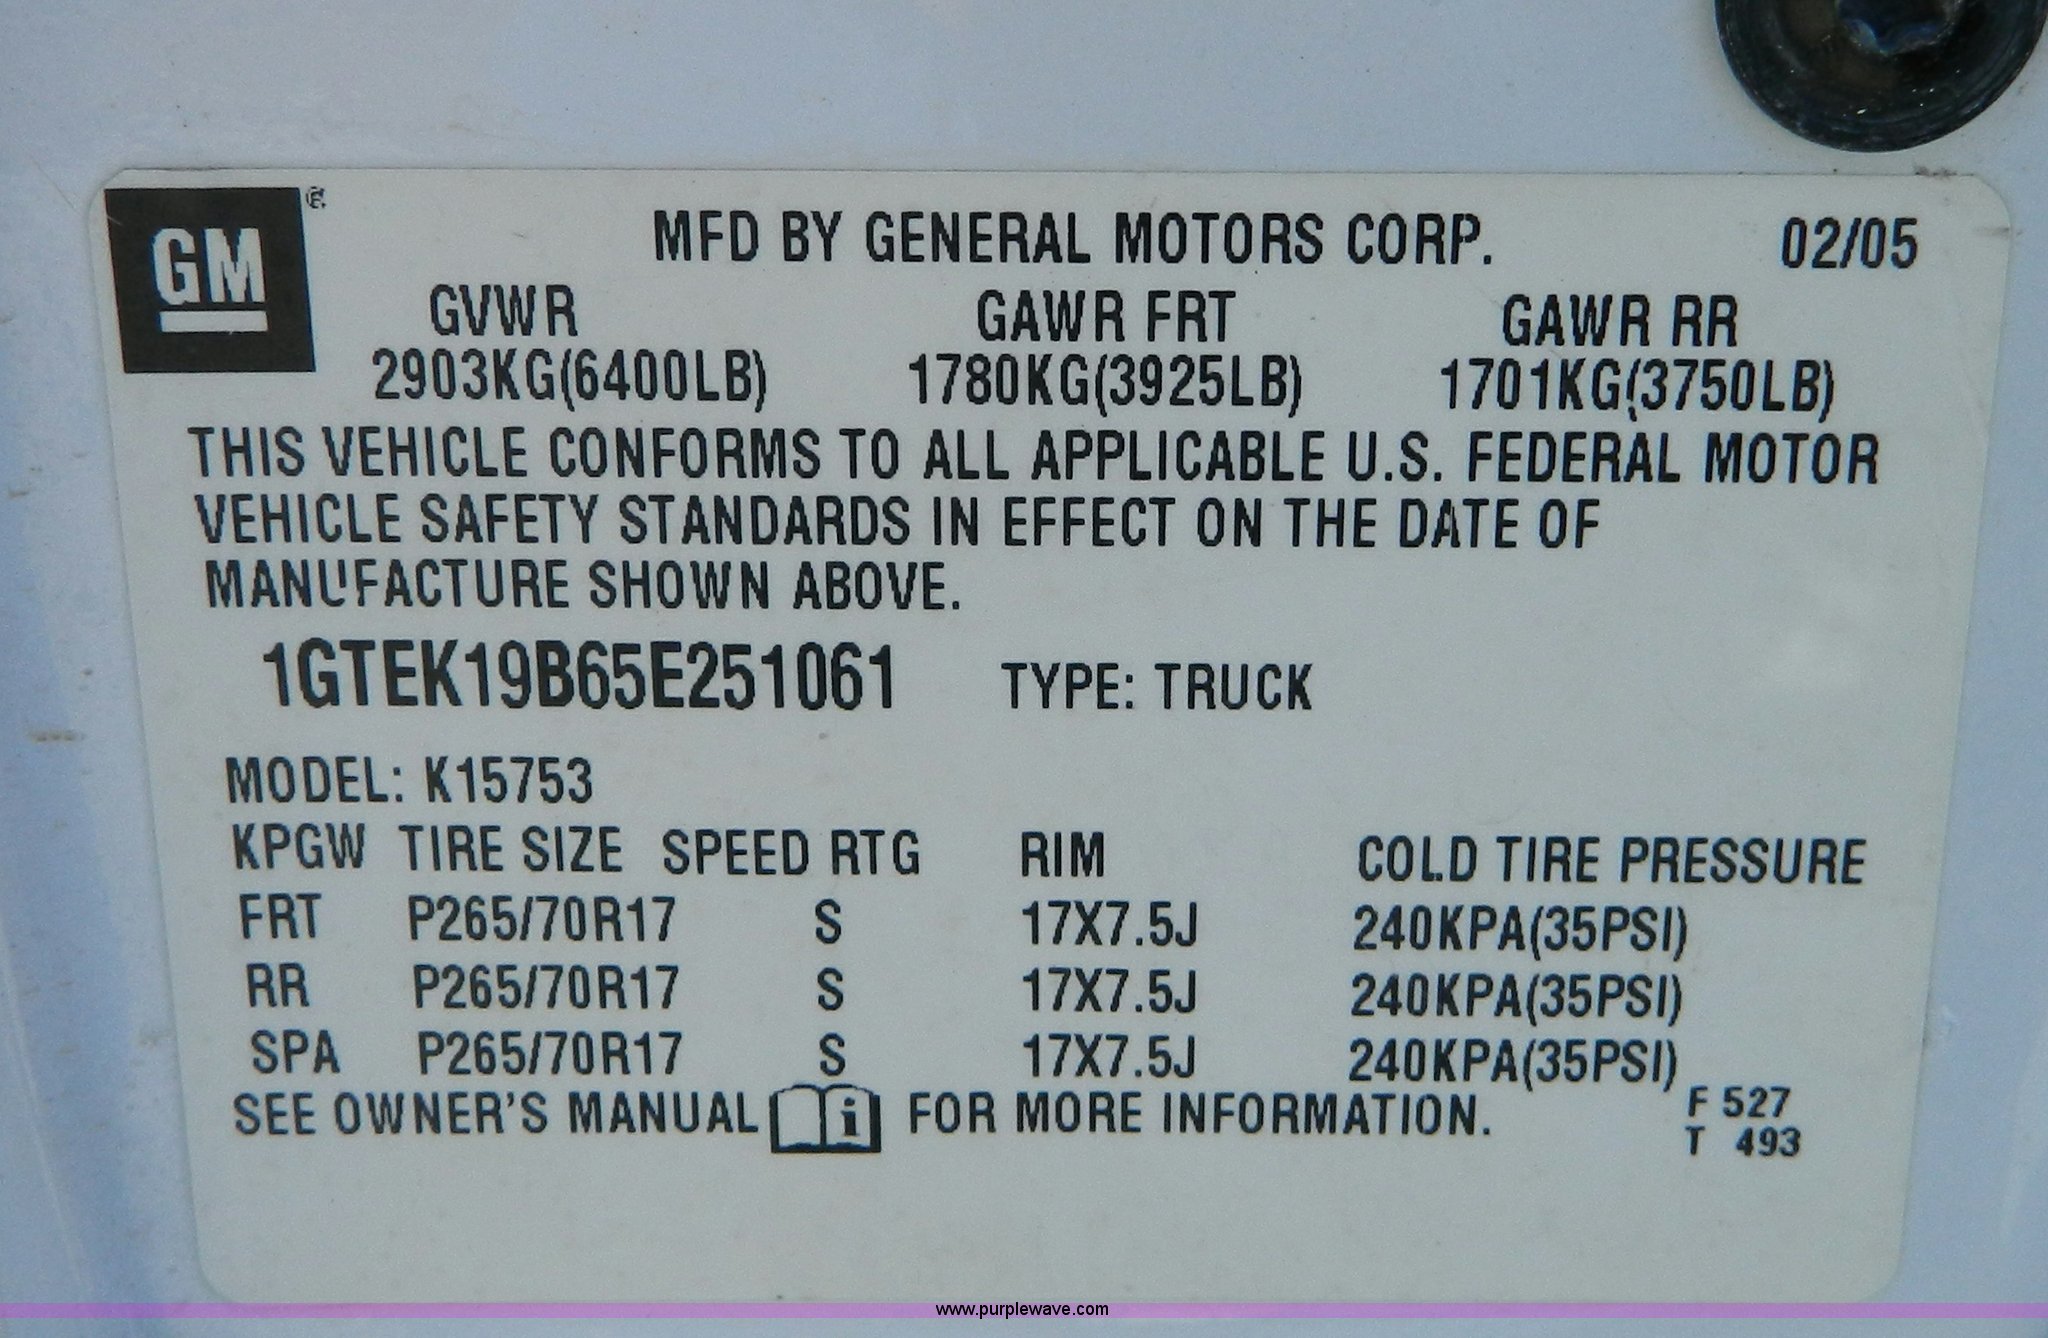 GM
MFD BY GENERAL MOTORS CORP. 02/05
GVWR GAWR FRT GAWR RR
2903KG(6400LB) 1780KG(3925LB) 1701KG(3750LB)
THIS VEHICLE CONFORMS TO ALL APPLICABLE U.S. FEDERAL MOTOR
VEHICLE SAFETY STANDARDS IN EFFECT ON THE DATE OF
MANUFACTURE SHOWN ABOVE.
1GTEK19B65E251061 TYPE: TRUCK
MODEL: K15753
KPGW TIRE SIZE SPEED RTG RIM COLD TIRE PRESSURE
FRT P265/70R17 S 17X7.5J 240KPA(35PSI)
RR P265/70R17 S 17X7.5J 240KPA(35PSI)
SPA P265/70R17 S 17X7.5J 240KPA(35PSI)
SEE OWNER'S MANUAL i FOR MORE INFORMATION. F 527
T 493
www.purplewave.com